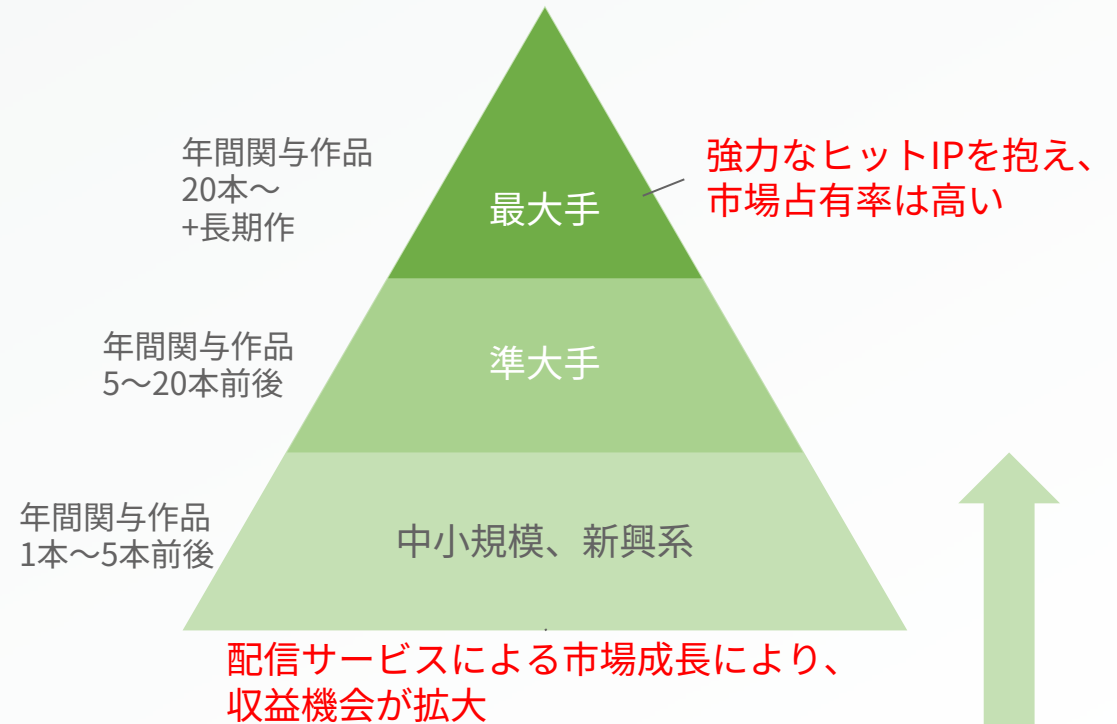 年間関与作品
20本～
+長期作
最大手
強力なヒットIPを抱え、
市場占有率は高い
年間関与作品
5～20本前後
準大手
年間関与作品
1本～5本前後
中小規模、新興系
配信サービスによる市場成長により、
収益機会が拡大